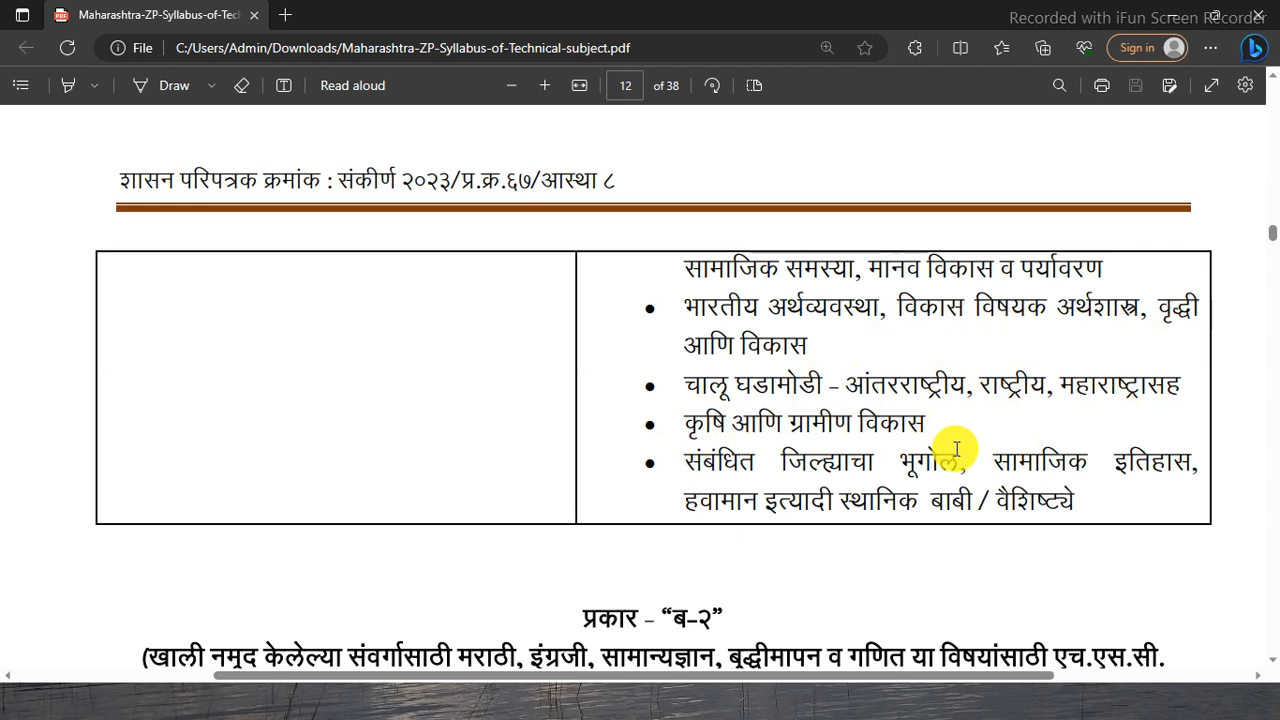 Maharashtra-ZP-Syllabus-of-Tech
Recorded with iFun Screen Recorder
File C:/Users/Admin/Downloads/Maharashtra-ZP-Syllabus-of-Technical-subject.pdf
Sign in
Draw
Read aloud
12 of 38
शासन परिपत्रक क्रमांक : संकीर्ण २०२३/प्र.क्र.६७/आस्था ८
सामाजिक समस्या, मानव विकास व पर्यावरण
• भारतीय अर्थव्यवस्था, विकास विषयक अर्थशास्त्र, वृद्धी
आणि विकास
• चालू घडामोडी – आंतरराष्ट्रीय, राष्ट्रीय, महाराष्ट्रासह
• कृषि आणि ग्रामीण विकास
• संबंधित जिल्ह्याचा भूगोल, सामाजिक इतिहास,
हवामान इत्यादी स्थानिक बाबी / वैशिष्ट्ये
प्रकार – “ब-२”
(खाली नमुद केलेल्या संवर्गासाठी मराठी, इंग्रजी, सामान्यज्ञान, बुद्धीमापन व गणित या विषयांसाठी एच.एस.सी.